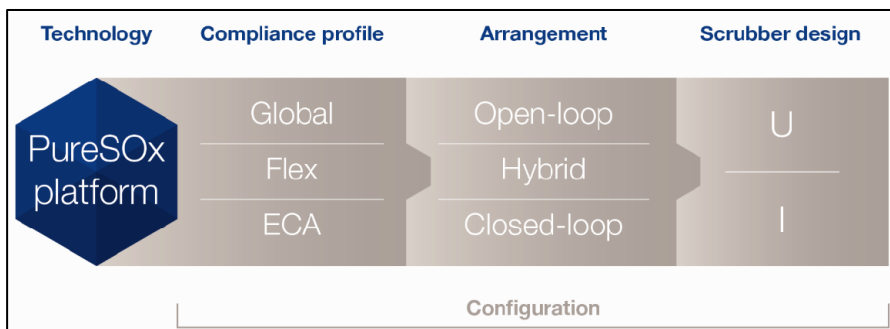 Technology Compliance profile Arrangement Scrubber design
PureSOx
platform
Global
Flex
ECA
Open-loop
Hybrid
Closed-loop
U
I
Configuration